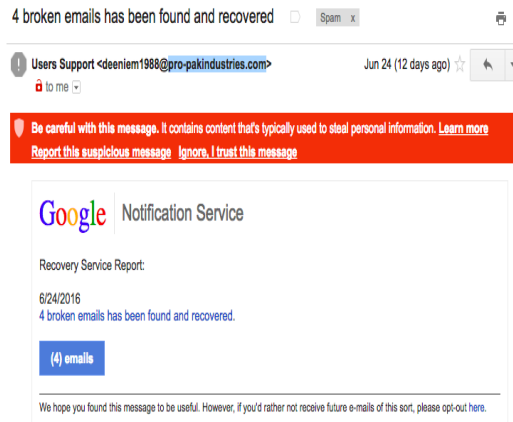 4 broken emails has been found and recovered Spam x
Users Support <deeniem1988@pro-pakindustries.com> Jun 24 (12 days ago)
to me
Be careful with this message. It contains content that's typically used to steal personal information. Learn more
Report this suspicious message Ignore, I trust this message
Google Notification Service
Recovery Service Report:
6/24/2016
4 broken emails has been found and recovered.
(4) emails
We hope you found this message to be useful. However, if you'd rather not receive future e-mails of this sort, please opt-out here.